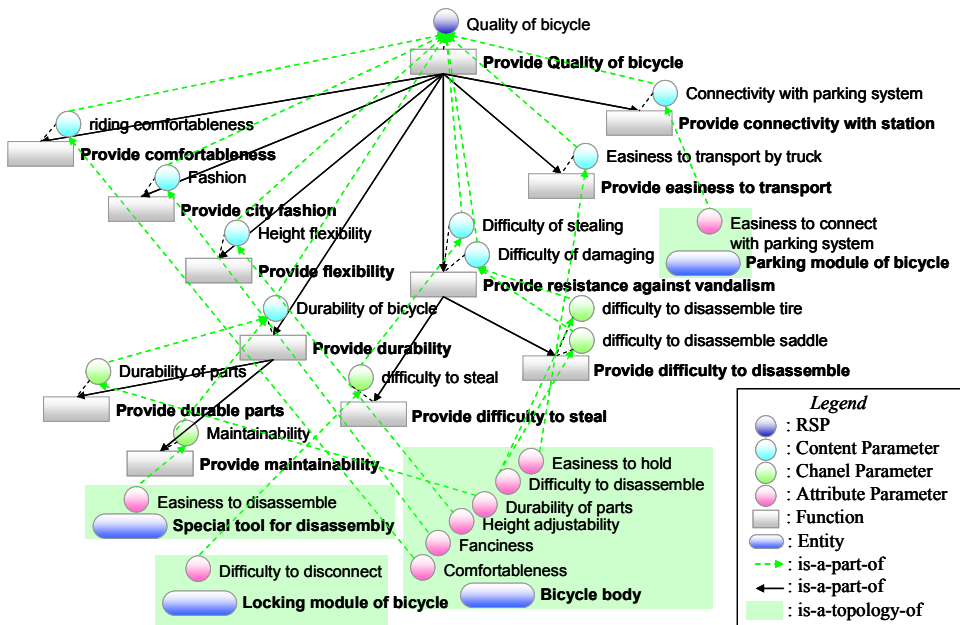 Quality of bicycle
Provide Quality of bicycle
Connectivity with parking system
Provide connectivity with station
riding comfortableness
Provide comfortableness
Easiness to transport by truck
Provide easiness to transport
Fashion
Provide city fashion
Height flexibility
Provide flexibility
Difficulty of stealing
Difficulty of damaging
Provide resistance against vandalism
Easiness to connect
with parking system
Parking module of bicycle
Durability of bicycle
Provide durability
difficulty to disassemble tire
difficulty to disassemble saddle
Provide difficulty to disassemble
Durability of parts
Provide durable parts
difficulty to steal
Provide difficulty to steal
Maintainability
Provide maintainability
Easiness to disassemble
Special tool for disassembly
Easiness to hold
Difficulty to disassemble
Durability of parts
Height adjustability
Fanciness
Comfortableness
Bicycle body
Difficulty to disconnect
Locking module of bicycle
Legend
: RSP
: Content Parameter
: Chanel Parameter
: Attribute Parameter
: Function
: Entity
: is-a-part-of
: is-a-part-of
: is-a-topology-of